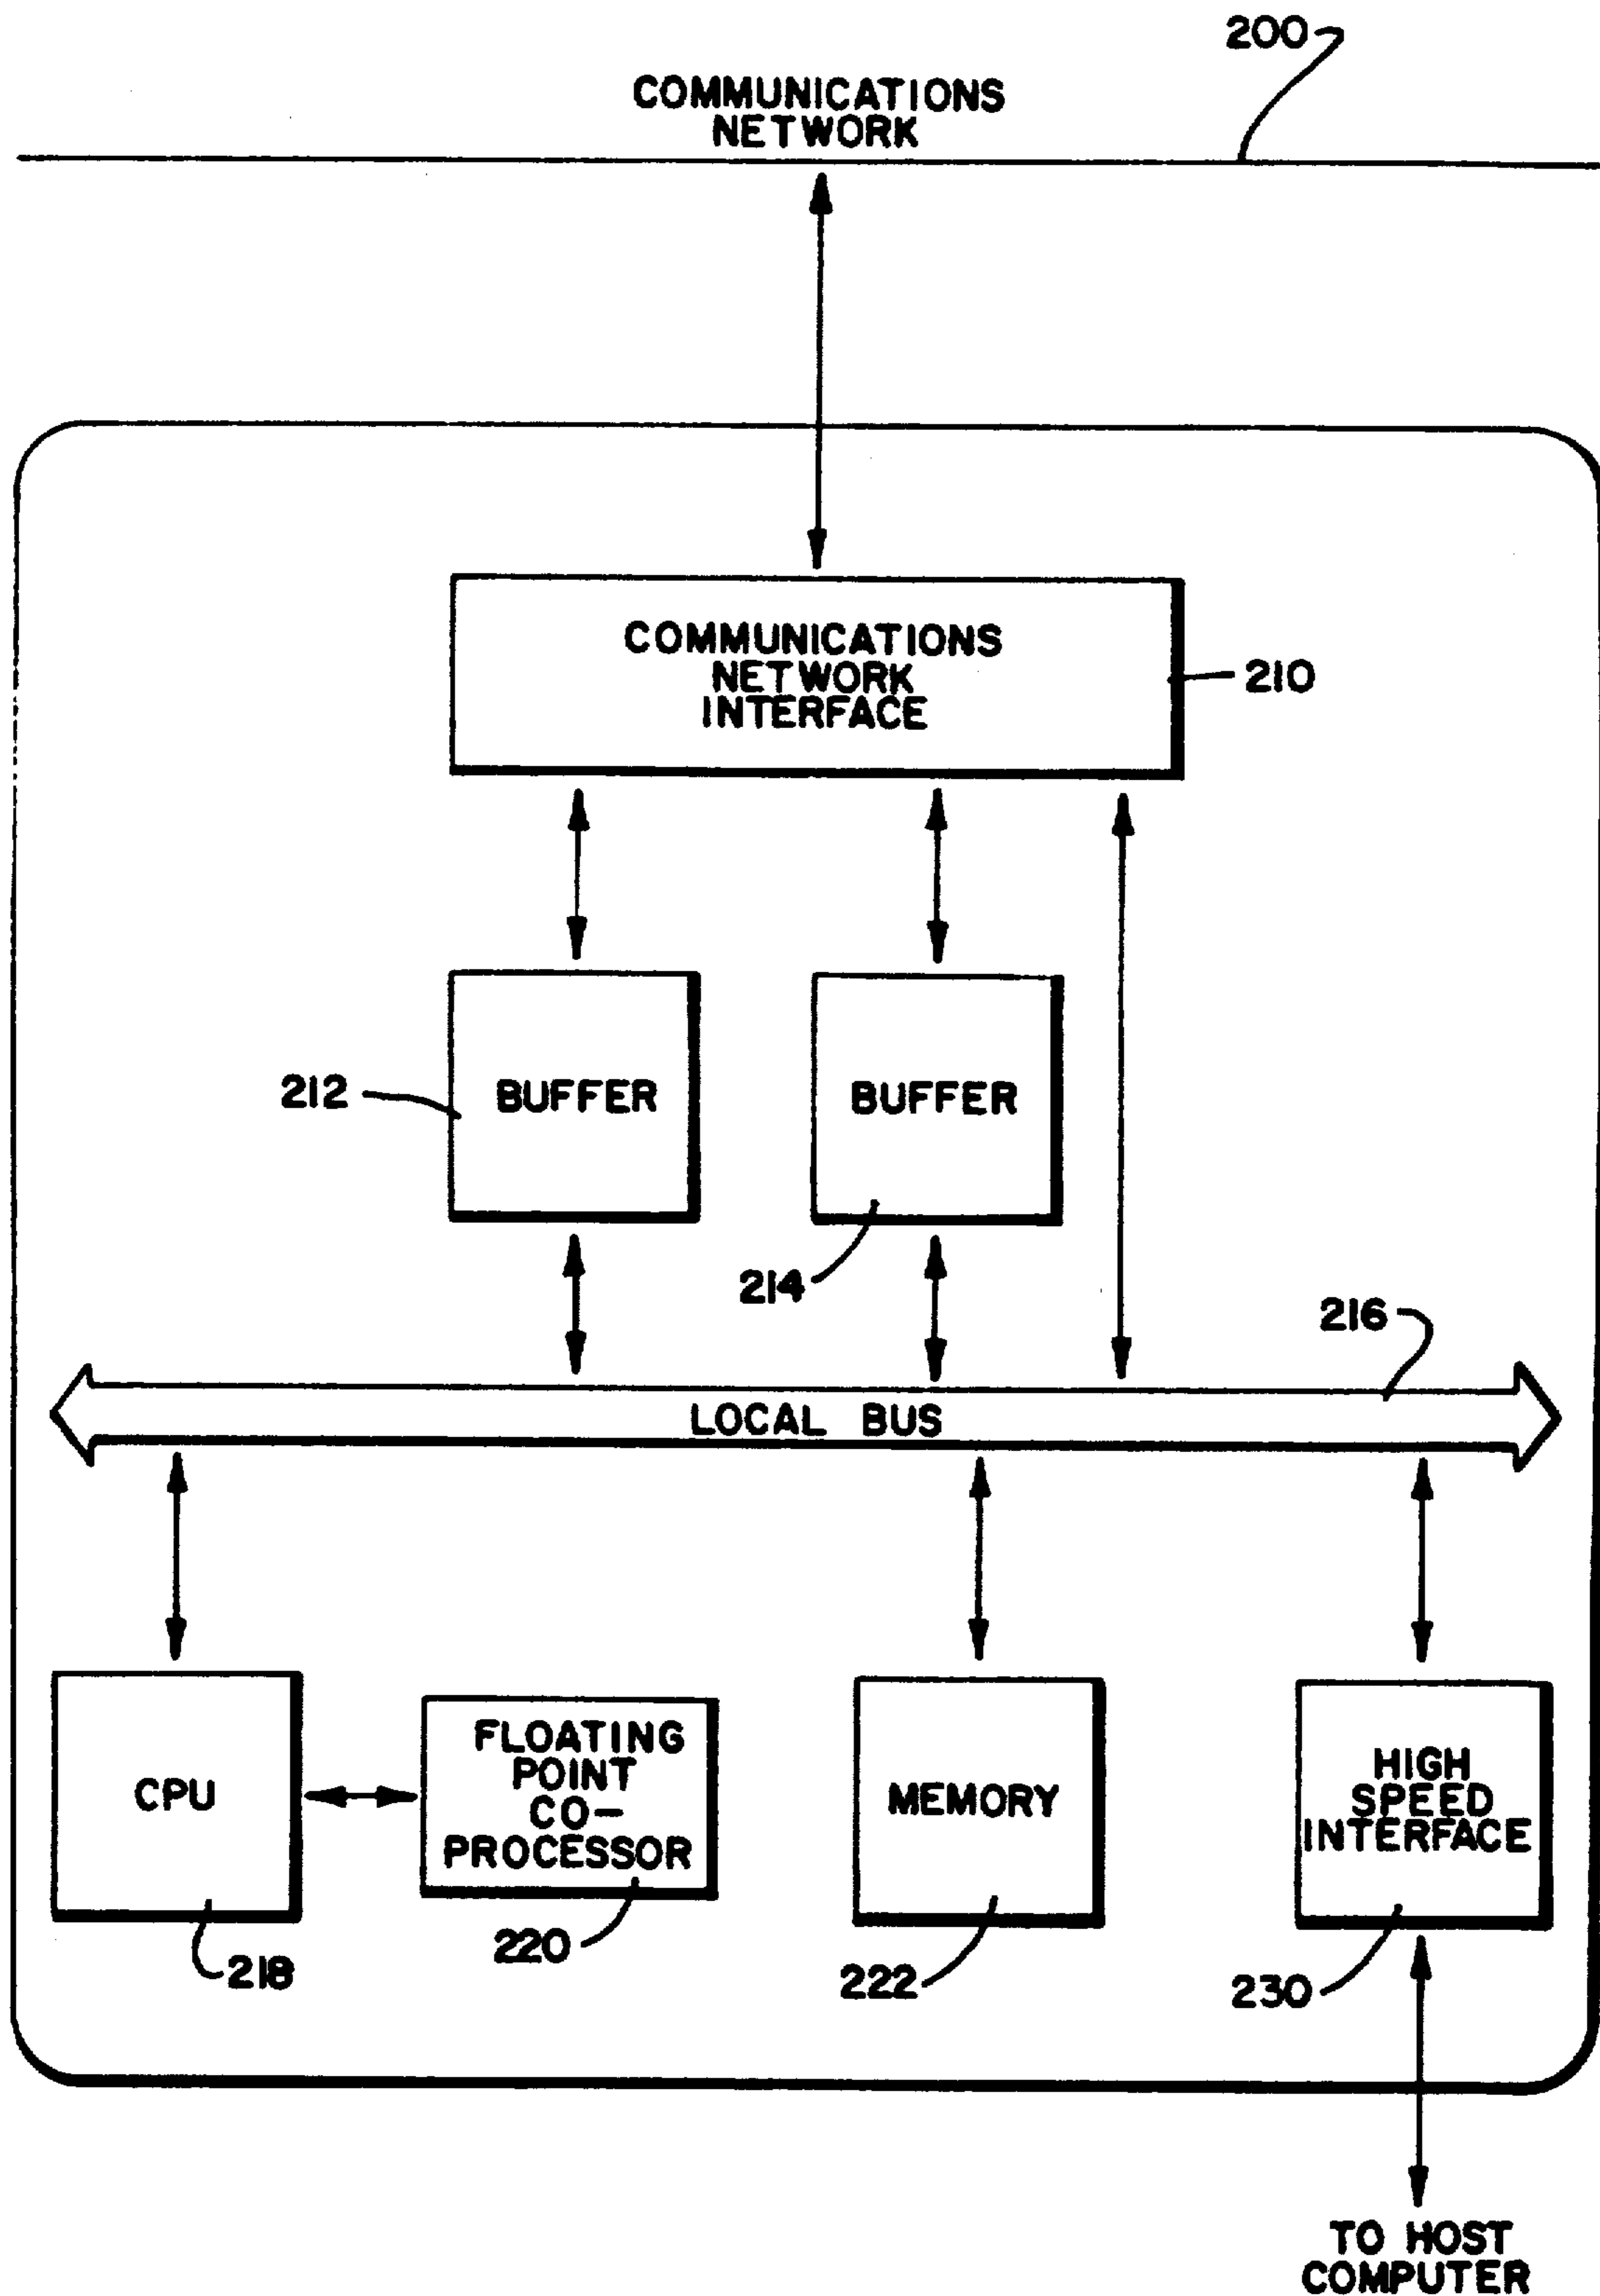 200
COMMUNICATIONS
NETWORK
COMMUNICATIONS
NETWORK
INTERFACE
210
212
BUFFER
BUFFER
214
216
LOCAL BUS
CPU
FLOATING
POINT
CO-
PROCESSOR
MEMORY
HIGH
SPEED
INTERFACE
218
220
222
230
TO HOST
COMPUTER